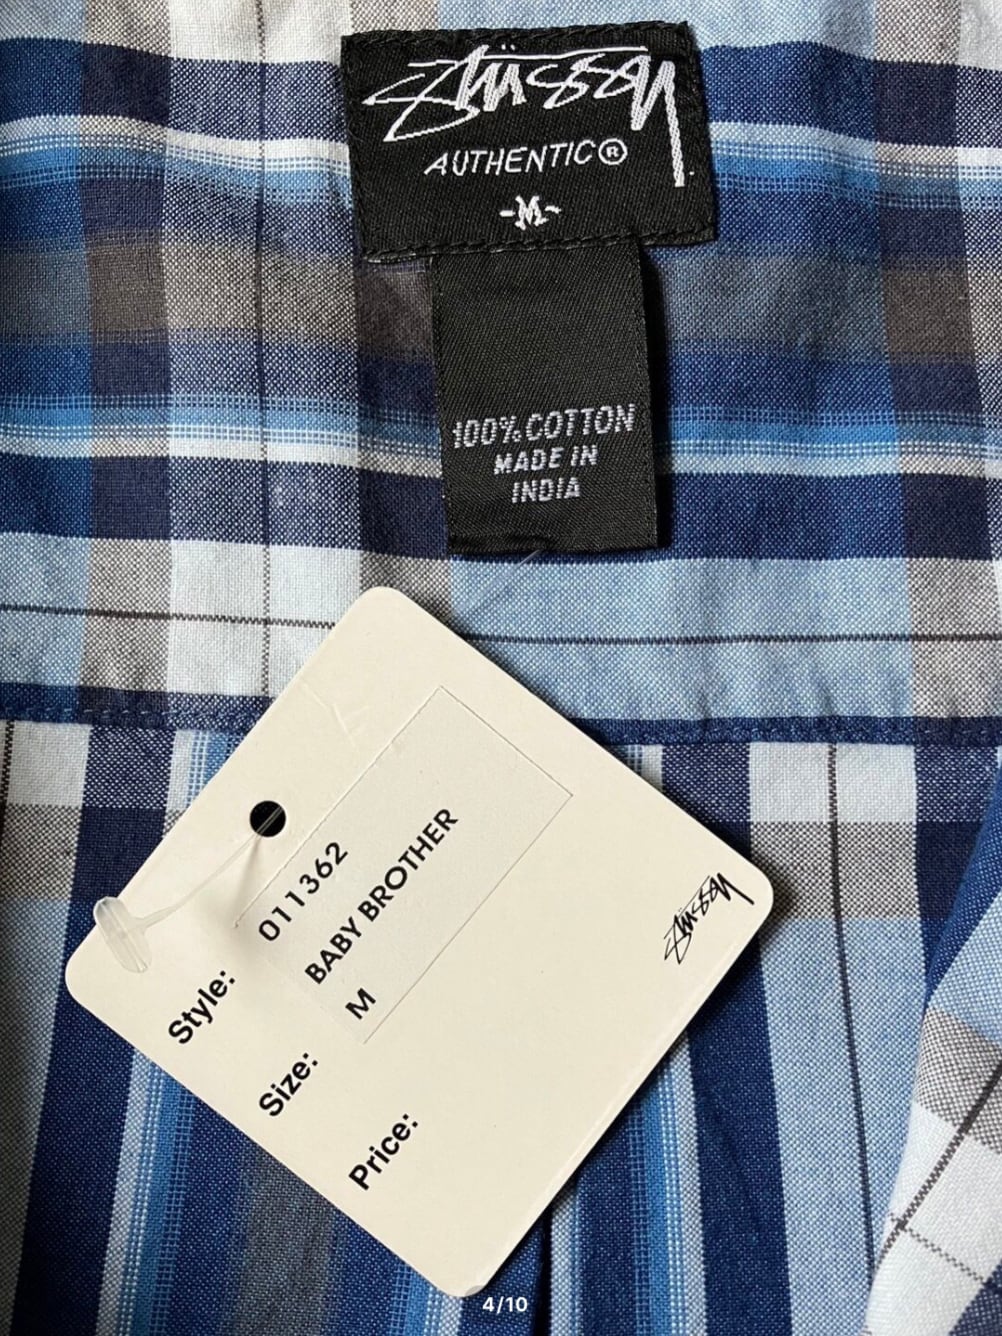 Stüssy
AUTHENTIC®
-M-
100% COTTON
MADE IN
INDIA
Style: 011362
BABY BROTHER
Size: M
Price:
Stüssy
4/10